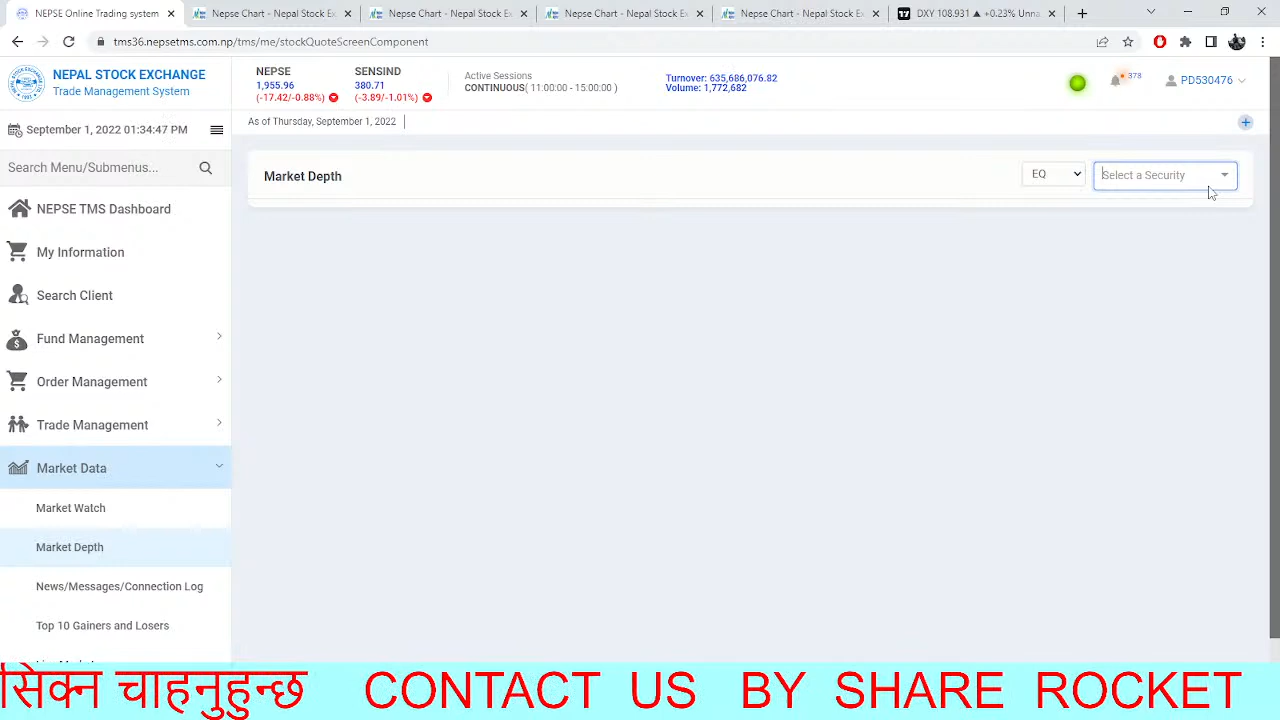 NEPSE Online Trading system
Nepse Chart - Nepal Stock Ex
Nepse Chart - Nepal Stock Ex
Nepse Chart - Nepal Stock Ex
Nepse Chart - Nepal Stock Ex
DXY 108.931 ▲ +0.23% Unna
tms36.nepsetms.com.np/tms/me/stockQuoteScreenComponent
NEPAL STOCK EXCHANGE
Trade Management System
NEPSE
1,955.96
(-17.42/-0.88%)
SENSIND
380.71
(-3.89/-1.01%)
Active Sessions
CONTINUOUS( 11:00:00 - 15:00:00 )
Turnover: 635,686,076.82
Volume: 1,772,682
378
PD530476
September 1, 2022 01:34:47 PM
As of Thursday, September 1, 2022
Search Menu/Submenus...
Market Depth
EQ
Select a Security
NEPSE TMS Dashboard
My Information
Search Client
Fund Management
Order Management
Trade Management
Market Data
Market Watch
Market Depth
News/Messages/Connection Log
Top 10 Gainers and Losers
सिक्न चाहनुहुन्छ CONTACT US BY SHARE ROCKET